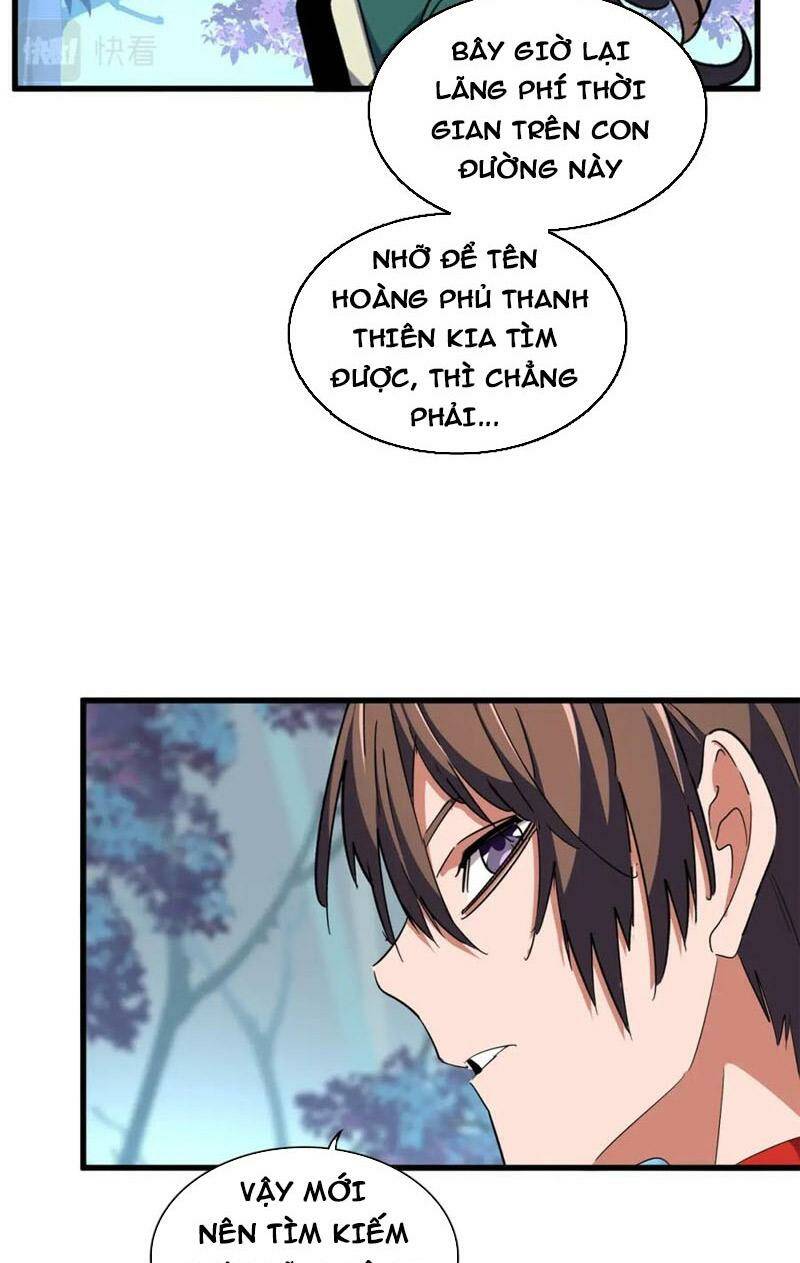 快看
BÂY GIỜ LẠI
LÃNG PHÍ THỜI
GIAN TRÊN CON
ĐƯỜNG NÀY
NHỠ ĐỂ TÊN
HOÀNG PHỦ THANH
THIÊN KIA TÌM
ĐƯỢC, THÌ CHẲNG
PHẢI...
VẬY MỚI
NÊN TÌM KIẾM